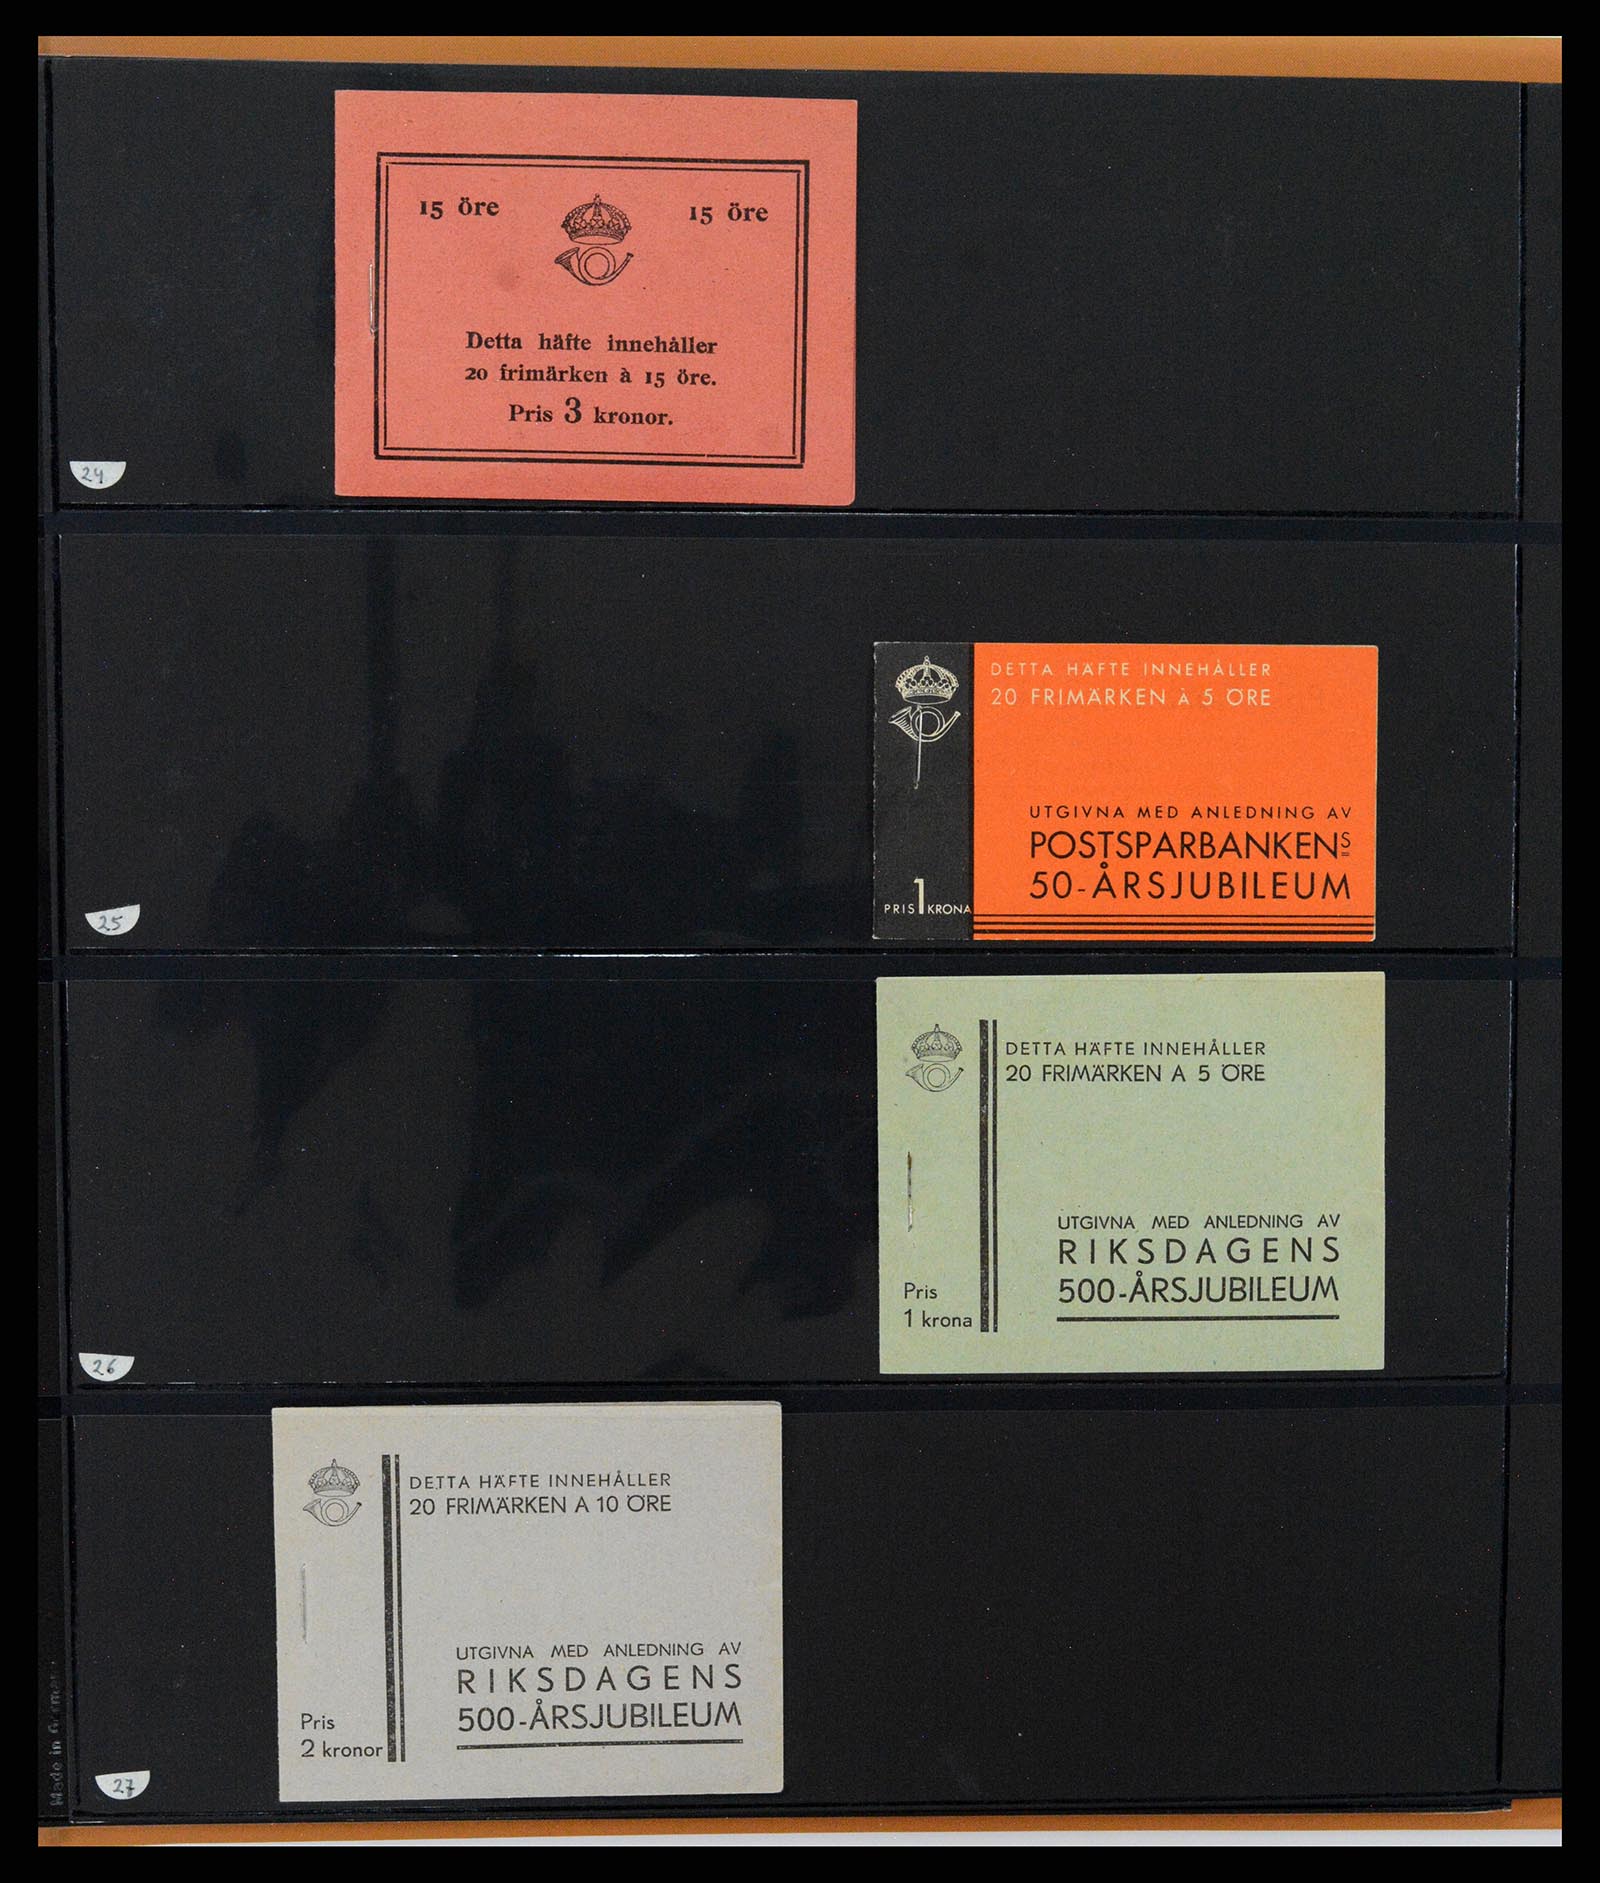 15 öre
15 öre
Detta häfte innehåller
20 frimärken à 15 öre.
Pris 3 kronor.
24
DETTA HÄFTE INNEHÅLLER
20 FRIMÄRKEN À 5 ÖRE
UTGIVNA MED ANLEDNING AV
POSTSPARBANKENS
50-ÅRSJUBILEUM
PRIS 1 KRONA
25
DETTA HÄFTE INNEHÅLLER
20 FRIMÄRKEN A 5 ÖRE
UTGIVNA MED ANLEDNING AV
RIKSDAGENS
500-ÅRSJUBILEUM
Pris
1 krona
26
DETTA HÄFTE INNEHÅLLER
20 FRIMÄRKEN A 10 ÖRE
UTGIVNA MED ANLEDNING AV
RIKSDAGENS
500-ÅRSJUBILEUM
Pris
2 kronor
27
Made in